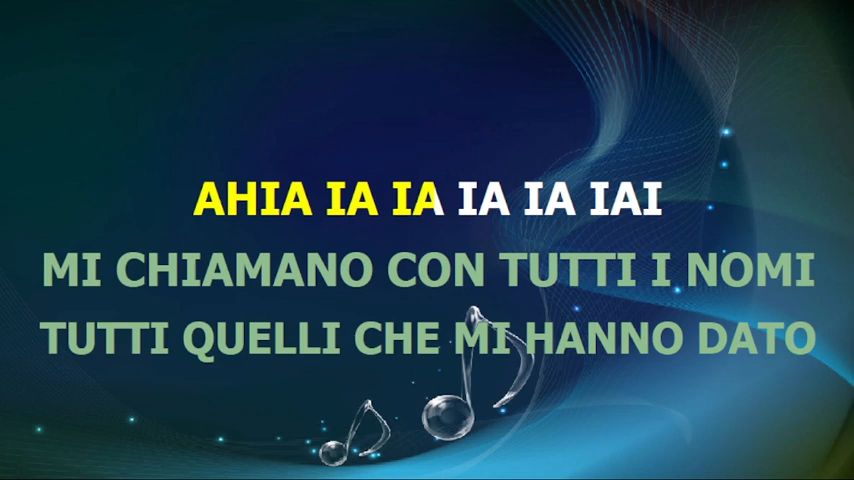 AHIA IA IA IA IA IAI
MI CHIAMANO CON TUTTI I NOMI
TUTTI QUELLI CHE MI HANNO DATO